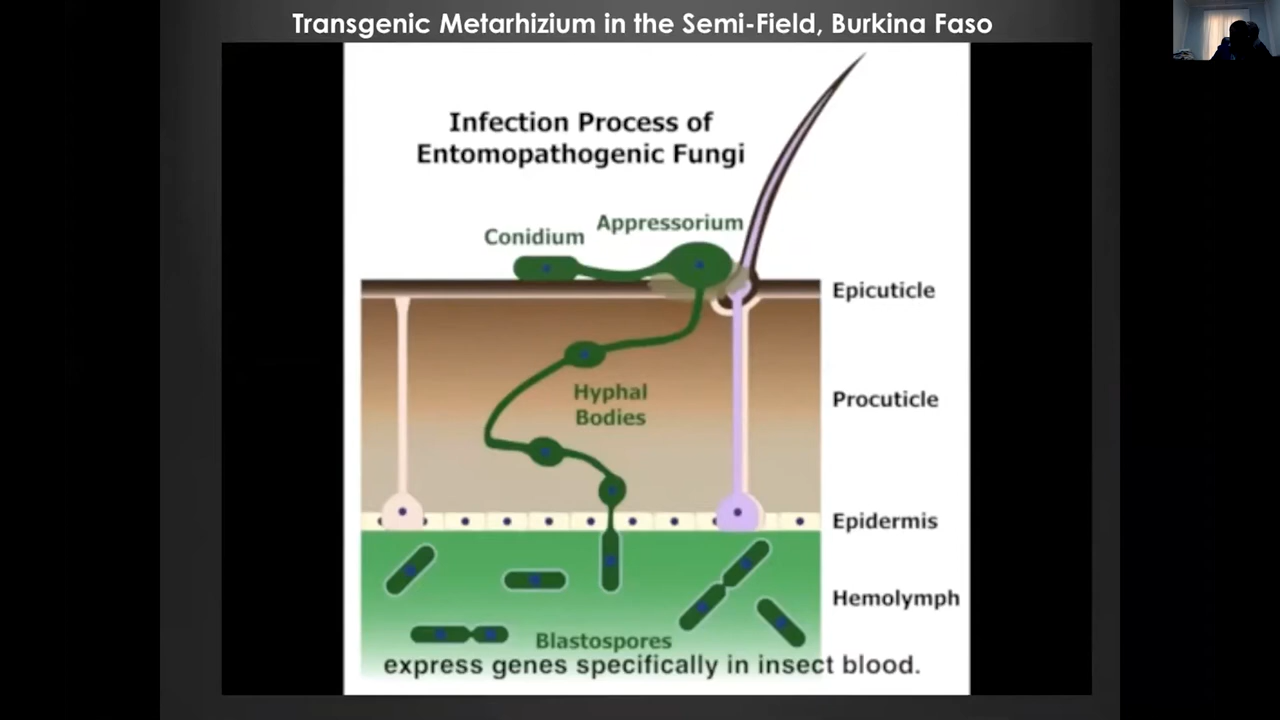 Transgenic Metarhizium in the Semi-Field, Burkina Faso
Infection Process of
Entomopathogenic Fungi
Appressorium
Conidium
Epicuticle
Hyphal
Bodies
Procuticle
Epidermis
Hemolymph
Blastospores
express genes specifically in insect blood.